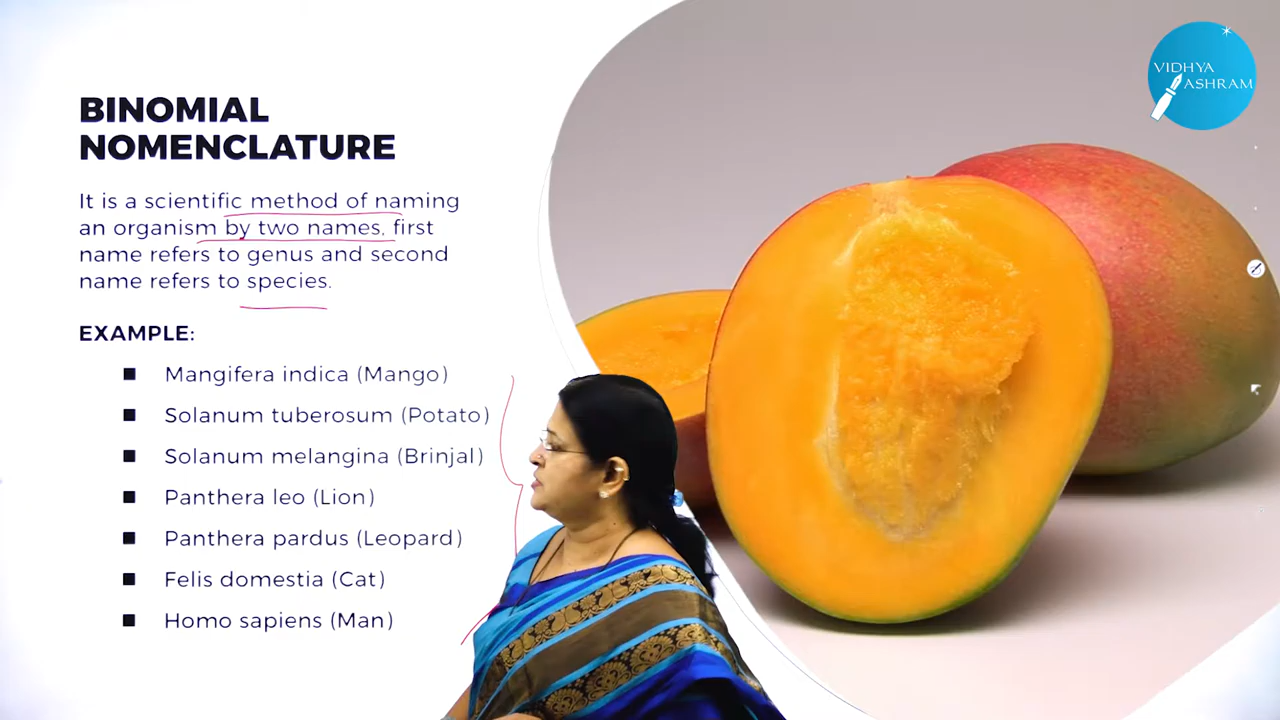 VIDHYA
ASHRAM
BINOMIAL
NOMENCLATURE
It is a scientific method of naming
an organism by two names, first
name refers to genus and second
name refers to species.
EXAMPLE:
Mangifera indica (Mango)
Solanum tuberosum (Potato)
Solanum melangina (Brinjal)
Panthera leo (Lion)
Panthera pardus (Leopard)
Felis domestia (Cat)
Homo sapiens (Man)